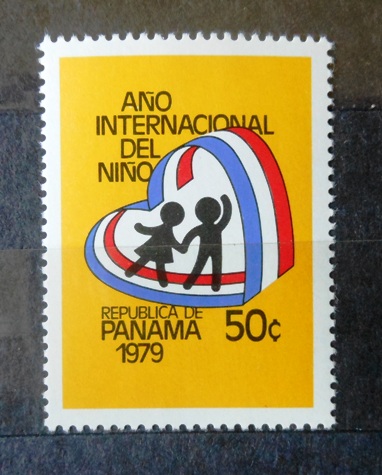 AÑO
INTERNACIONAL
DEL
NIÑO
REPUBLICA DE
PANAMA 50¢
1979